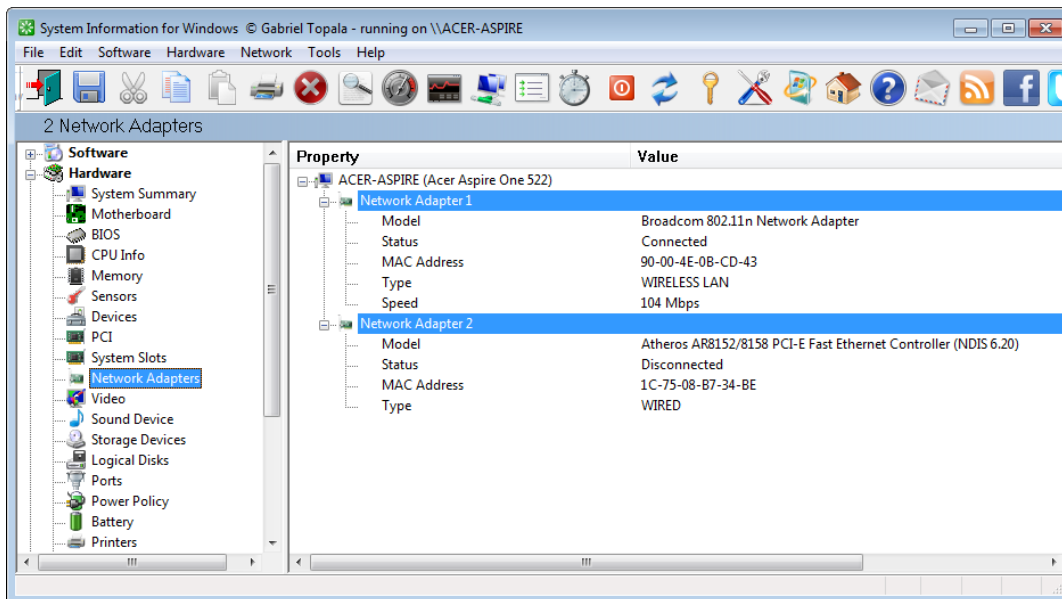 System Information for Windows © Gabriel Topala - running on \\ACER-ASPIRE
File Edit Software Hardware Network Tools Help
2 Network Adapters
Software
Hardware
System Summary
Motherboard
BIOS
CPU Info
Memory
Sensors
Devices
PCI
System Slots
Network Adapters
Video
Sound Device
Storage Devices
Logical Disks
Ports
Power Policy
Battery
Printers
Property Value
ACER-ASPIRE (Acer Aspire One 522)
Network Adapter 1
Model Broadcom 802.11n Network Adapter
Status Connected
MAC Address 90-00-4E-0B-CD-43
Type WIRELESS LAN
Speed 104 Mbps
Network Adapter 2
Model Atheros AR8152/8158 PCI-E Fast Ethernet Controller (NDIS 6.20)
Status Disconnected
MAC Address 1C-75-08-B7-34-BE
Type WIRED